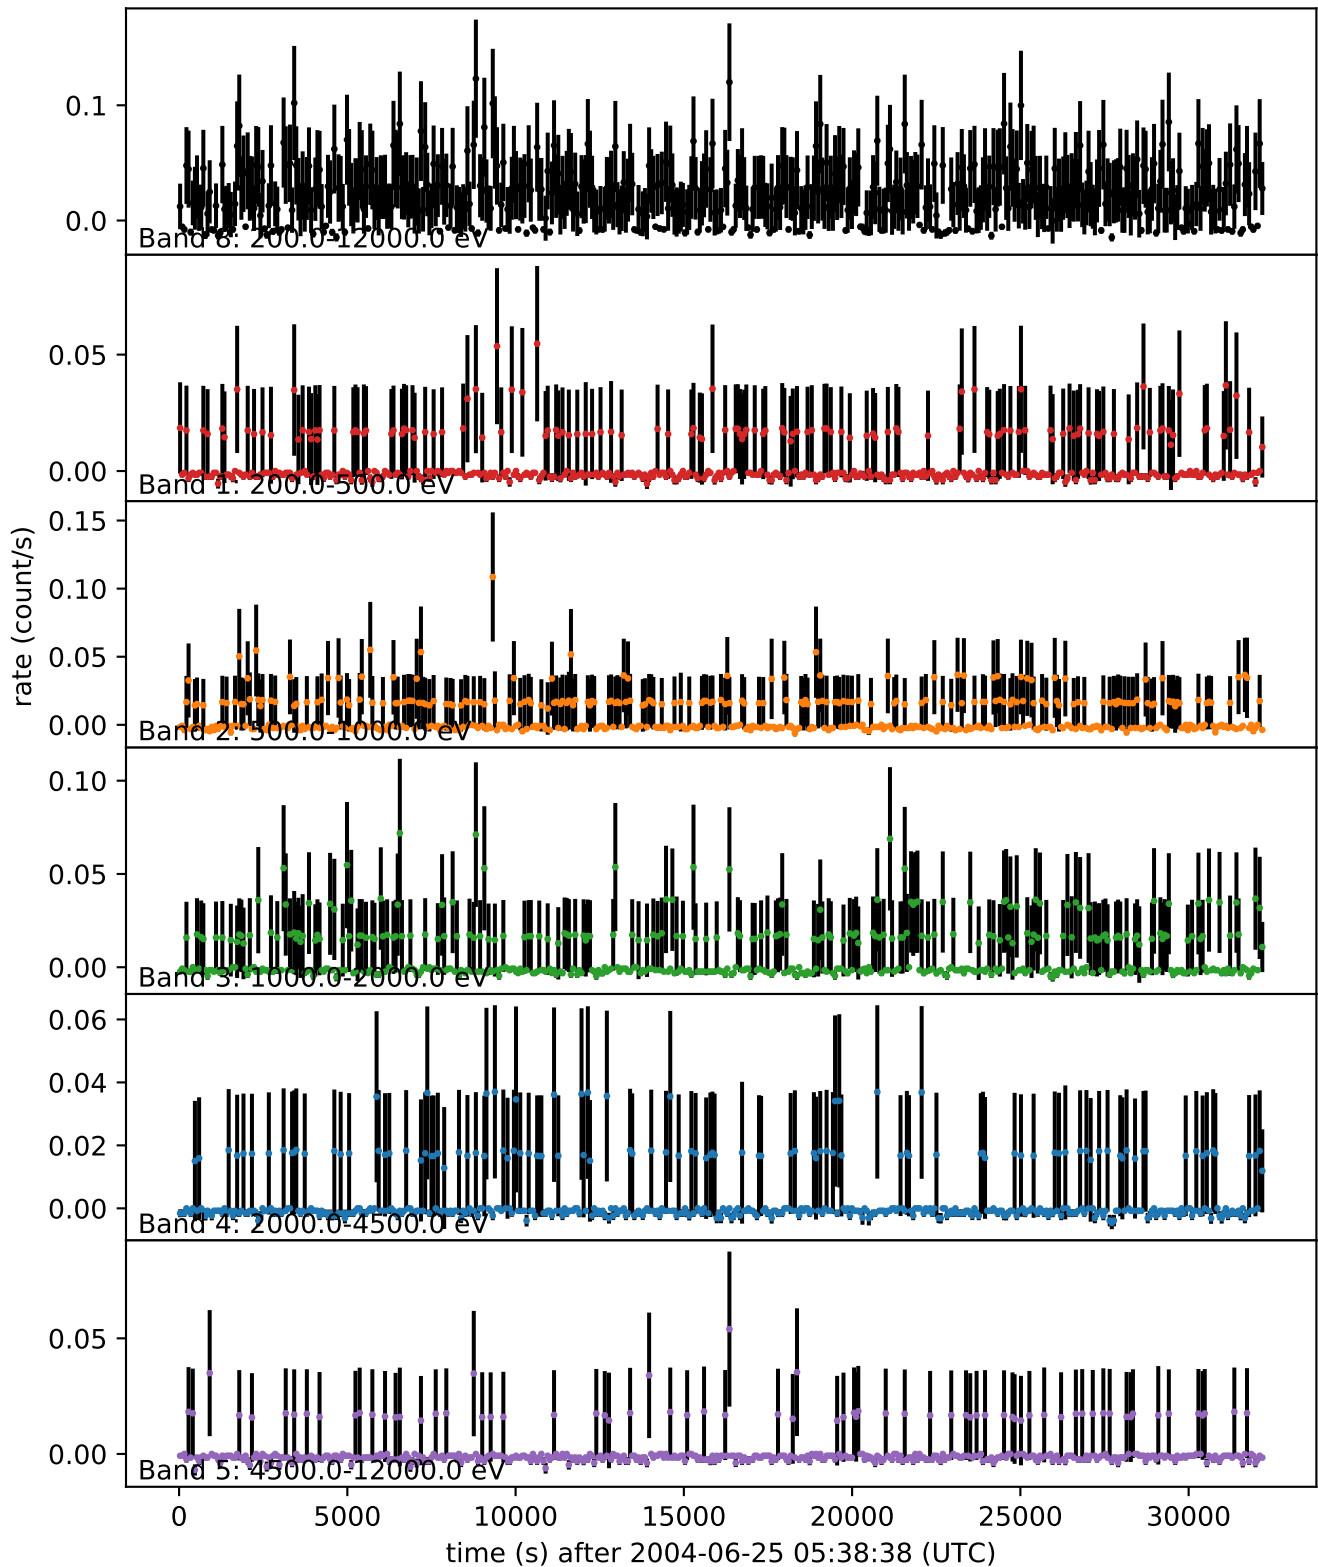 0.1
0.0
Band 8: 200.0-12000.0 eV
0.05
0.00
Band 1: 200.0-500.0 eV
rate (count/s)
0.15
0.10
0.05
0.00
Band 2: 500.0-1000.0 eV
0.10
0.05
0.00
Band 3: 1000.0-2000.0 eV
0.06
0.04
0.02
0.00
Band 4: 2000.0-4500.0 eV
0.05
0.00
Band 5: 4500.0-12000.0 eV
0 5000 10000 15000 20000 25000 30000
time (s) after 2004-06-25 05:38:38 (UTC)